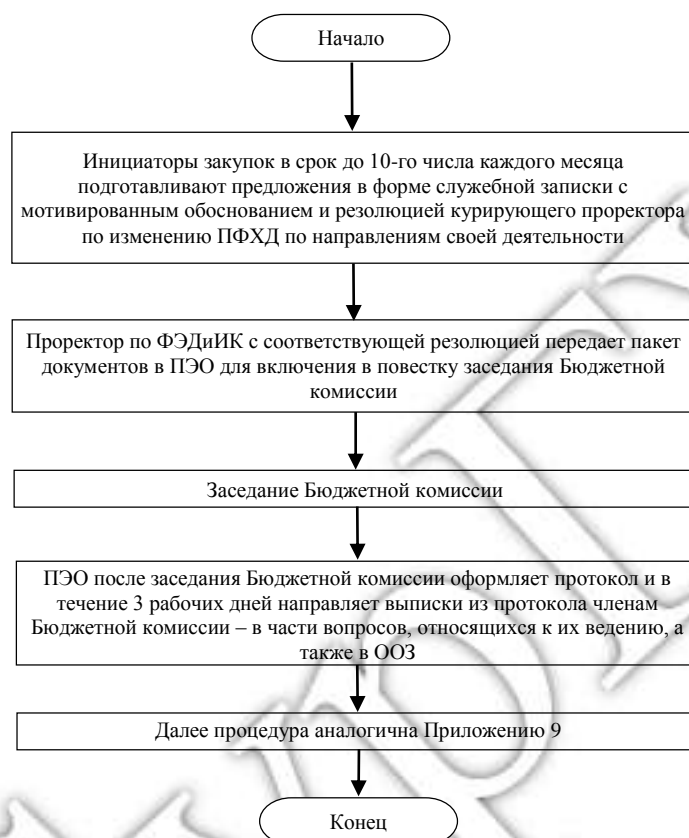 Начало
Инициаторы закупок в срок до 10-го числа каждого месяца
подготавливают предложения в форме служебной записки с
мотивированным обоснованием и резолюцией курирующего проректора
по изменению ПФХД по направлениям своей деятельности
Проректор по ФЭДиИК с соответствующей резолюцией передает пакет
документов в ПЭО для включения в повестку заседания Бюджетной
комиссии
Заседание Бюджетной комиссии
ПЭО после заседания Бюджетной комиссии оформляет протокол и в
течение 3 рабочих дней направляет выписки из протокола членам
Бюджетной комиссии – в части вопросов, относящихся к их ведению, а
также в ООЗ
Далее процедура аналогична Приложению 9
Конец